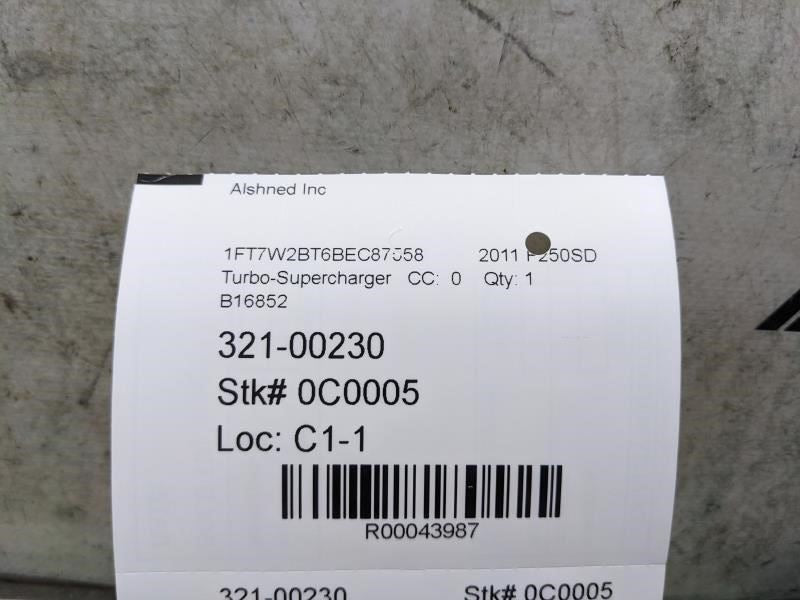 Alshned Inc
2011 F250SD
Turbo-Supercharger CC: 0 Qty: 1
B16852
321-00230
Stk# 0C0005
Loc: C1-1
R00043987
321-00230 Stk# 0C0005